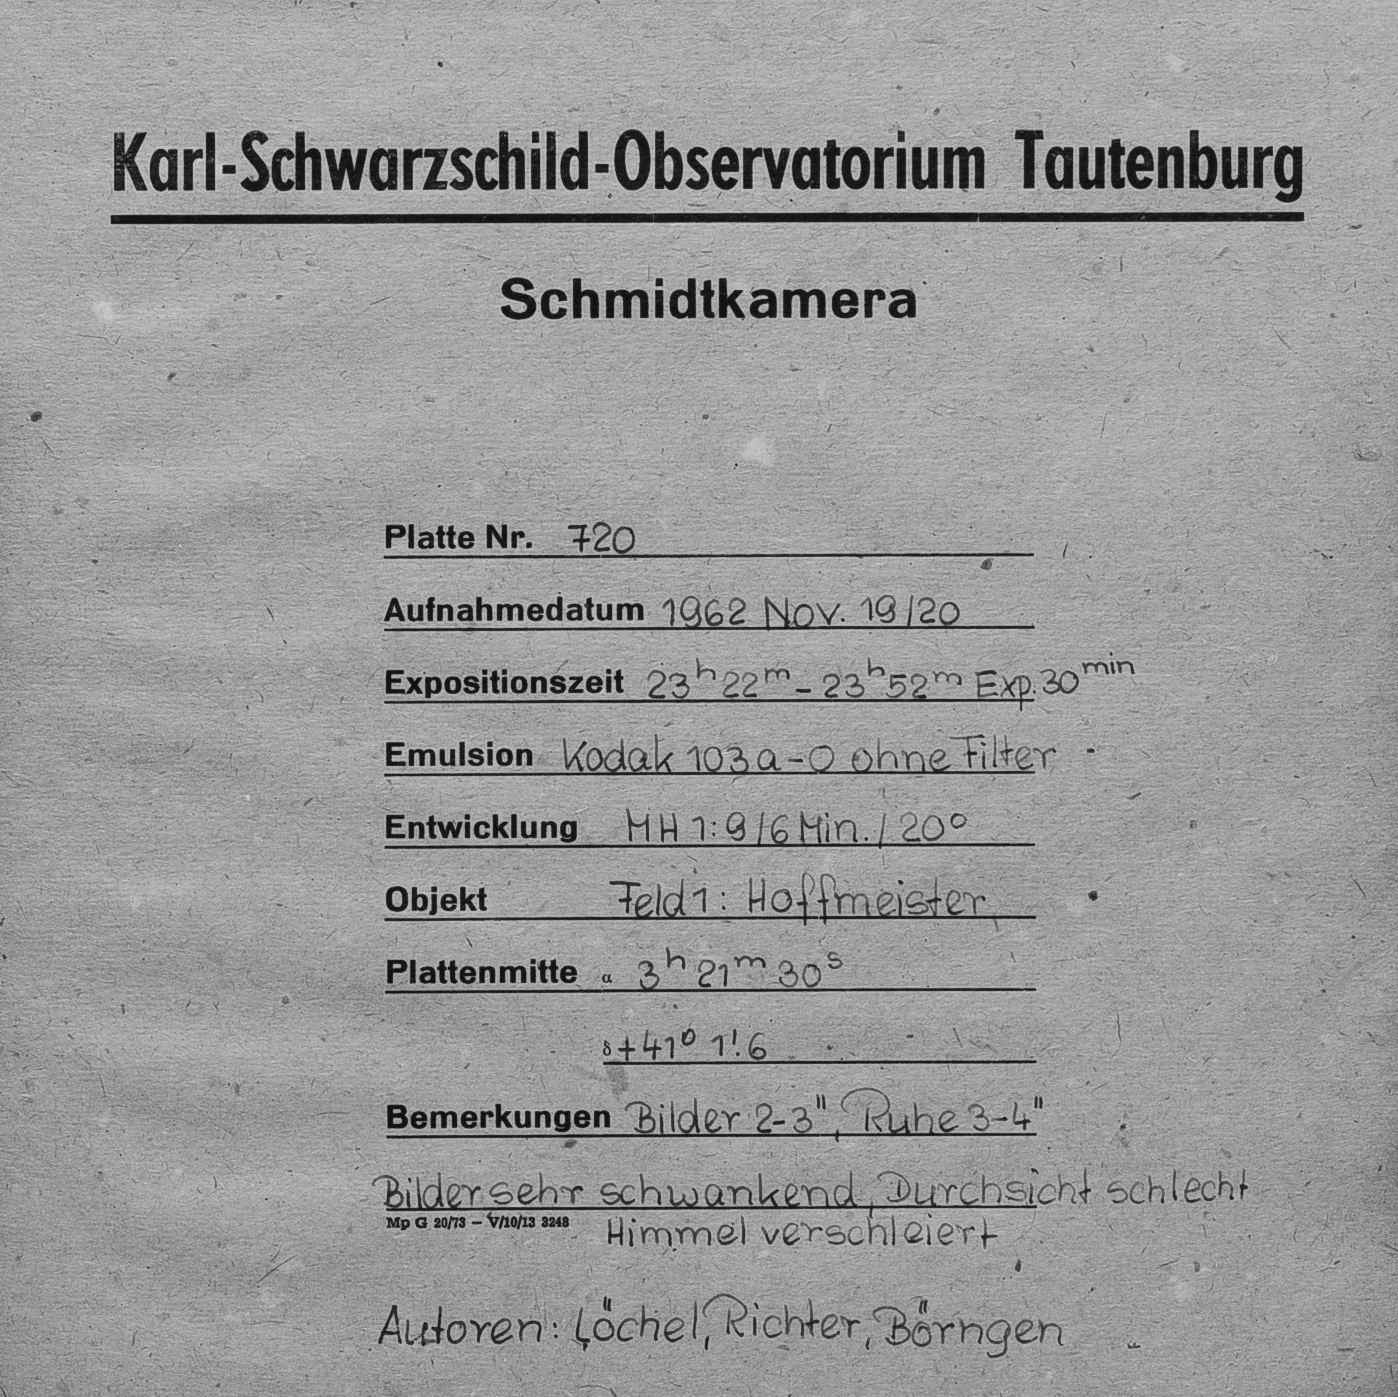 Karl-Schwarzschild-Observatorium Tautenburg
Schmidtkamera
Platte Nr. 720
Aufnahmedatum 1962 Nov. 19/20
Expositionszeit 23ʰ22ᵐ – 23ʰ52ᵐ Exp. 30ᵐⁱⁿ
Emulsion Kodak 103a-O ohne Filter
Entwicklung MH 1:9/6 Min./20°
Objekt Feld 1: Hoffmeister
Plattenmitte α 3ʰ 21ᵐ 30ˢ
δ +41° 1!6
Bemerkungen Bilder 2-3", Ruhe 3-4"
Bilder sehr schwankend, Durchsicht schlecht
Mp G 20/73 – V/10/13 3248 Himmel verschleiert
Autoren: Löchel, Richter, Börngen